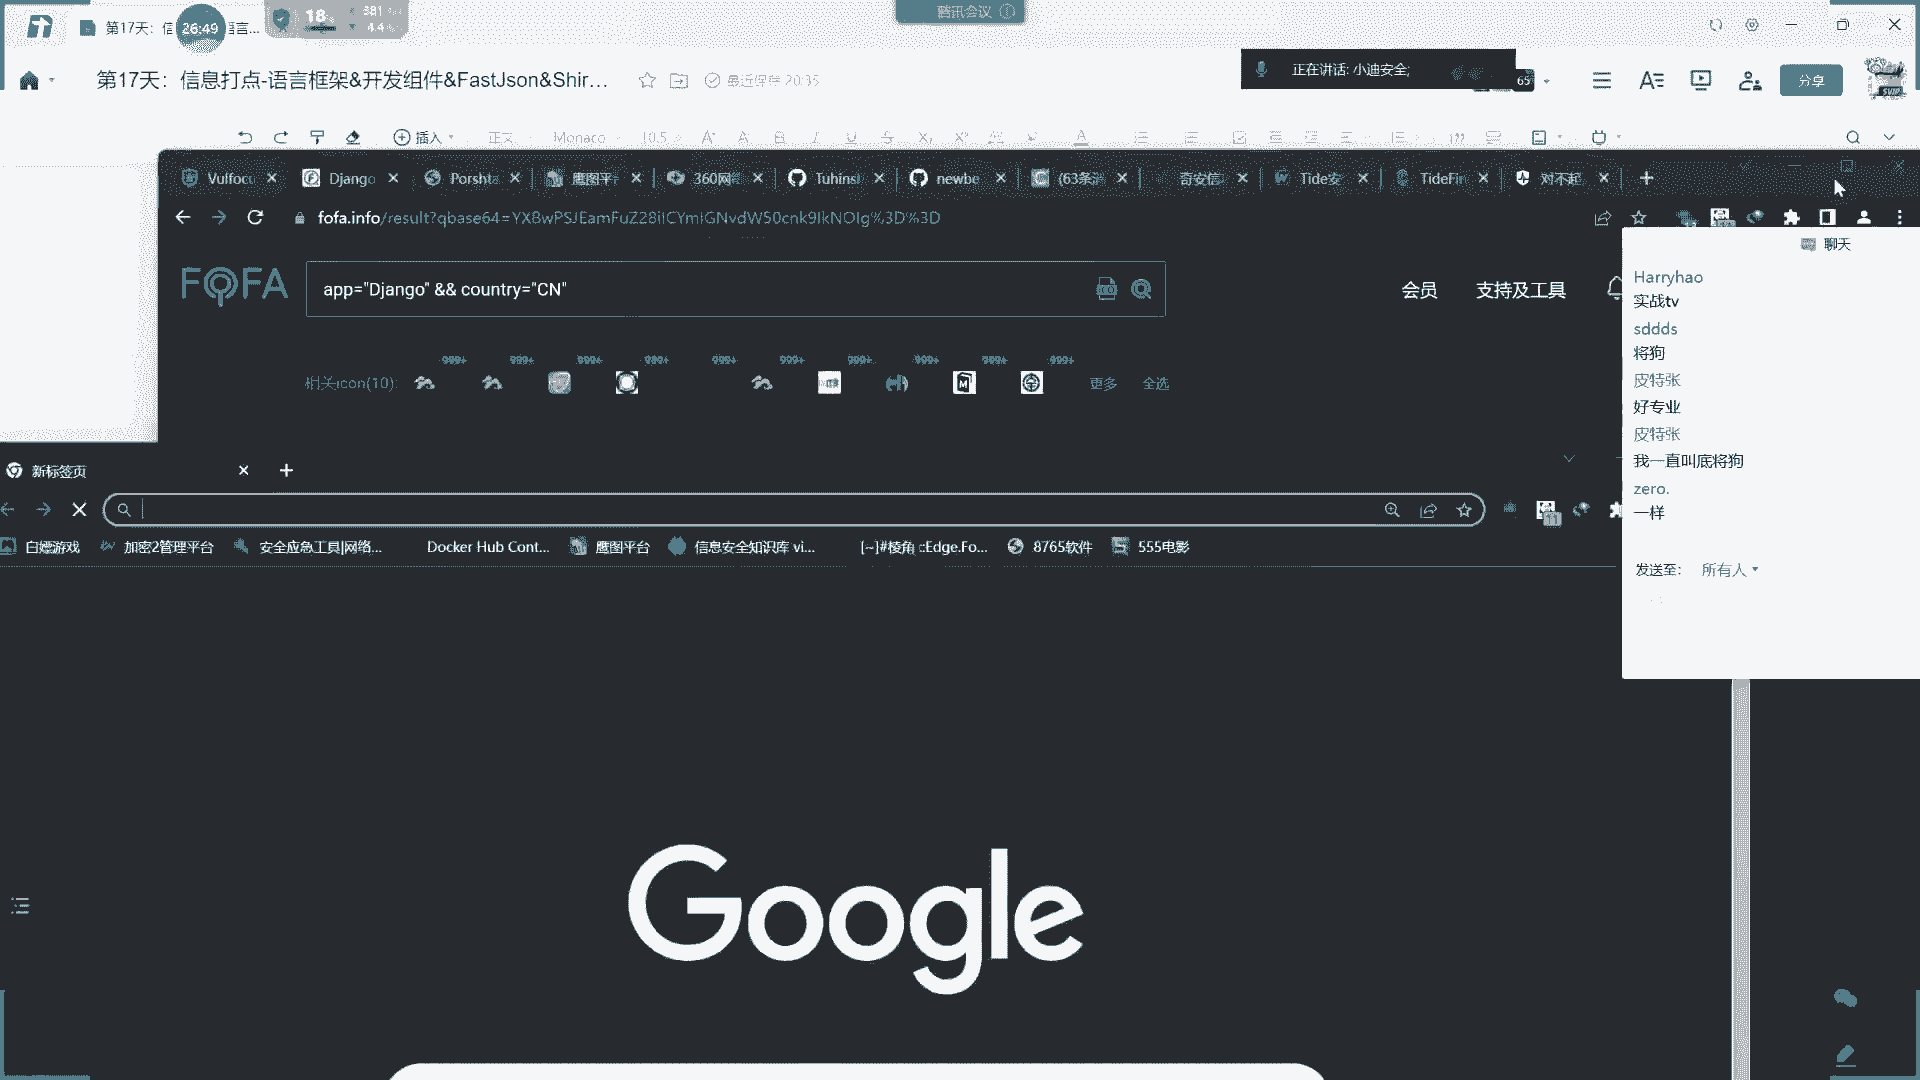 腾讯会议
第17天：信
26:49
语言...
18
381
4.4
第17天：信息打点-语言框架&开发组件&FastJson&Shir...
最近保存 20:35
正在讲话: 小迪安全;
65
分享
插入
正文
Monaco
10.5
Vulfocu
Django
Porshta
鹰图平
360网
Tuhinsl
newbe
(63条消
奇安信
Tide安
TideFin
对不起
fofa.info/result?qbase64=YX8wPSJEamFuZ28iICYmIGNvdW50cnk9IkNOIg%3D%3D
FOFA
app="Django" && country="CN"
会员
支持及工具
999+
999+
999+
999+
999+
999+
999+
999+
999+
999+
相关icon(10):
更多
全选
聊天
Harryhao
实战tv
sddds
将狗
皮特张
好专业
皮特张
我一直叫底将狗
zero.
一样
发送至：
所有人
新标签页
11
白嫖游戏
加密2管理平台
安全应急工具|网络...
Docker Hub Cont...
鹰图平台
信息安全知识库 vi...
[~]#棱角 ::Edge.Fo...
8765软件
555电影
Google